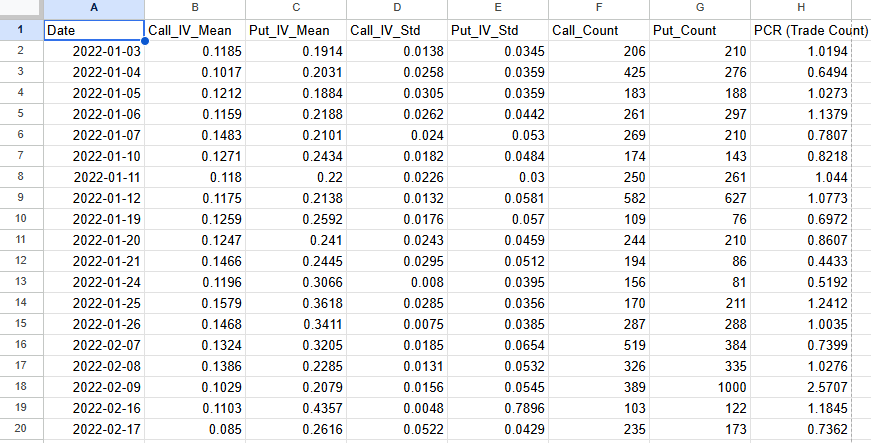 A B C D E F G H
1 Date Call_IV_Mean Put_IV_Mean Call_IV_Std Put_IV_Std Call_Count Put_Count PCR (Trade Count)
2 2022-01-03 0.1185 0.1914 0.0138 0.0345 206 210 1.0194
3 2022-01-04 0.1017 0.2031 0.0258 0.0359 425 276 0.6494
4 2022-01-05 0.1212 0.1884 0.0305 0.0359 183 188 1.0273
5 2022-01-06 0.1159 0.2188 0.0262 0.0442 261 297 1.1379
6 2022-01-07 0.1483 0.2101 0.024 0.053 269 210 0.7807
7 2022-01-10 0.1271 0.2434 0.0182 0.0484 174 143 0.8218
8 2022-01-11 0.118 0.22 0.0226 0.03 250 261 1.044
9 2022-01-12 0.1175 0.2138 0.0132 0.0581 582 627 1.0773
10 2022-01-19 0.1259 0.2592 0.0176 0.057 109 76 0.6972
11 2022-01-20 0.1247 0.241 0.0243 0.0459 244 210 0.8607
12 2022-01-21 0.1466 0.2445 0.0295 0.0512 194 86 0.4433
13 2022-01-24 0.1196 0.3066 0.008 0.0395 156 81 0.5192
14 2022-01-25 0.1579 0.3618 0.0285 0.0356 170 211 1.2412
15 2022-01-26 0.1468 0.3411 0.0075 0.0385 287 288 1.0035
16 2022-02-07 0.1324 0.3205 0.0185 0.0654 519 384 0.7399
17 2022-02-08 0.1386 0.2285 0.0131 0.0532 326 335 1.0276
18 2022-02-09 0.1029 0.2079 0.0156 0.0545 389 1000 2.5707
19 2022-02-16 0.1103 0.4357 0.0048 0.7896 103 122 1.1845
20 2022-02-17 0.085 0.2616 0.0522 0.0429 235 173 0.7362